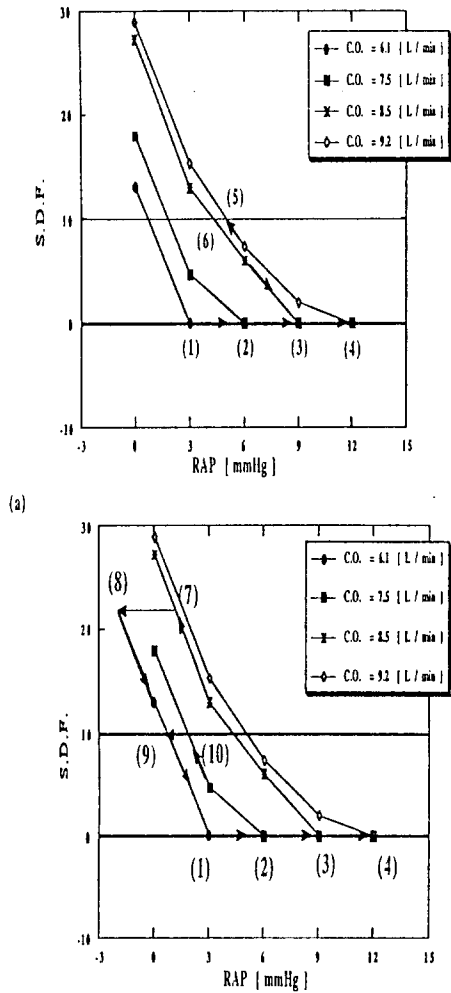 30
20
10
0
-10
S.D.F.
C.O. = 6.1 [ L / min ]
C.O. = 7.5 [ L / min ]
C.O. = 8.5 [ L / min ]
C.O. = 9.2 [ L / min ]
(5)
(6)
(1) (2) (3) (4)
-3 0 3 6 9 12 15
RAP [ mmHg ]
(a)
30
20
10
0
-10
S.D.F.
C.O. = 6.1 [ L / min ]
C.O. = 7.5 [ L / min ]
C.O. = 8.5 [ L / min ]
C.O. = 9.2 [ L / min ]
(8) (7)
(9) (10)
(1) (2) (3) (4)
-3 0 3 6 9 12 15
RAP [ mmHg ]